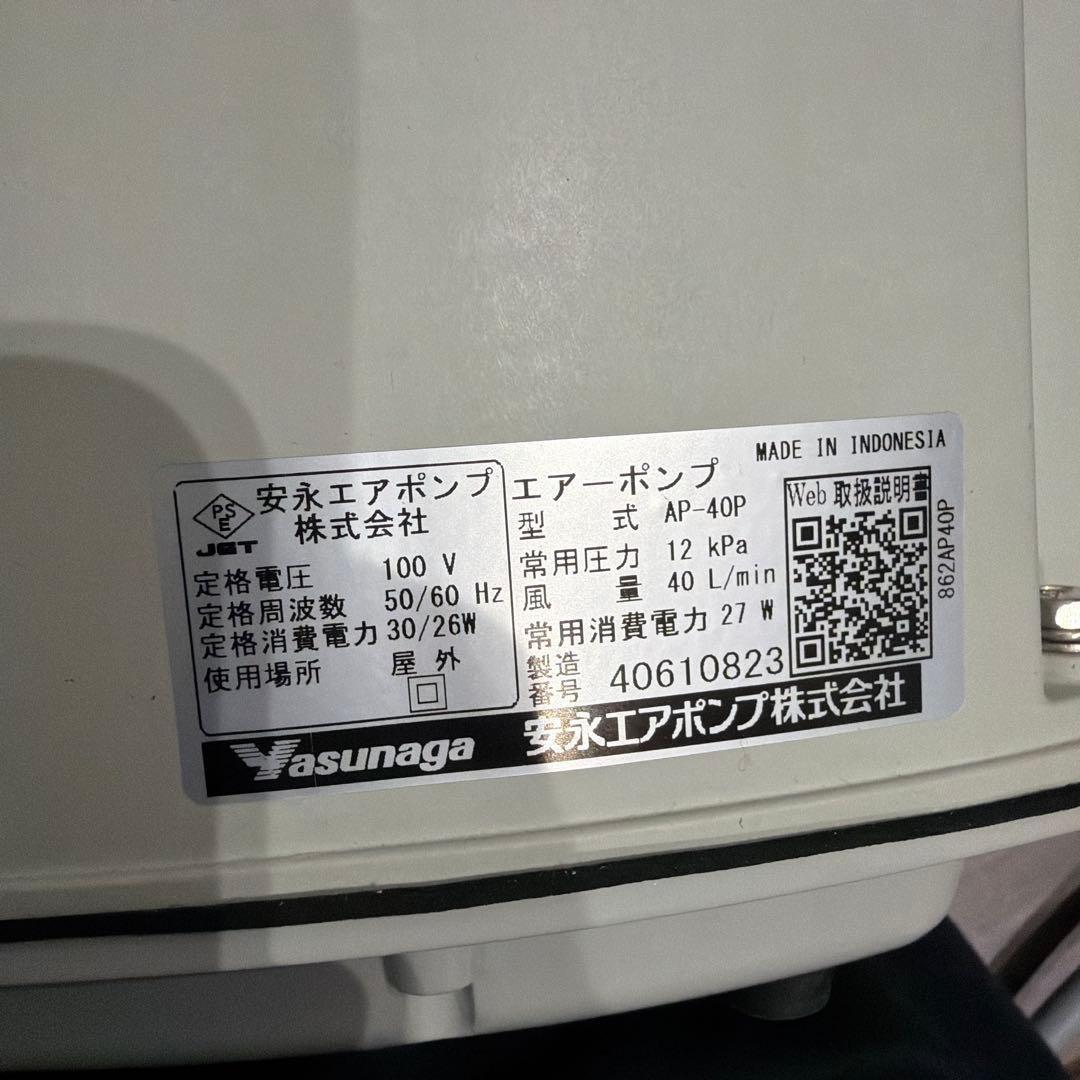 MADE IN INDONESIA
PS
E
JET
安永エアポンプ
株式会社
定格電圧 100 V
定格周波数 50/60 Hz
定格消費電力 30/26W
使用場所 屋外
エアーポンプ
型式 AP-40P
常用圧力 12 kPa
風量 40 L/min
常用消費電力 27 W
製造番号 40610823
Web 取扱説明書
862AP40P
Yasunaga 安永エアポンプ株式会社